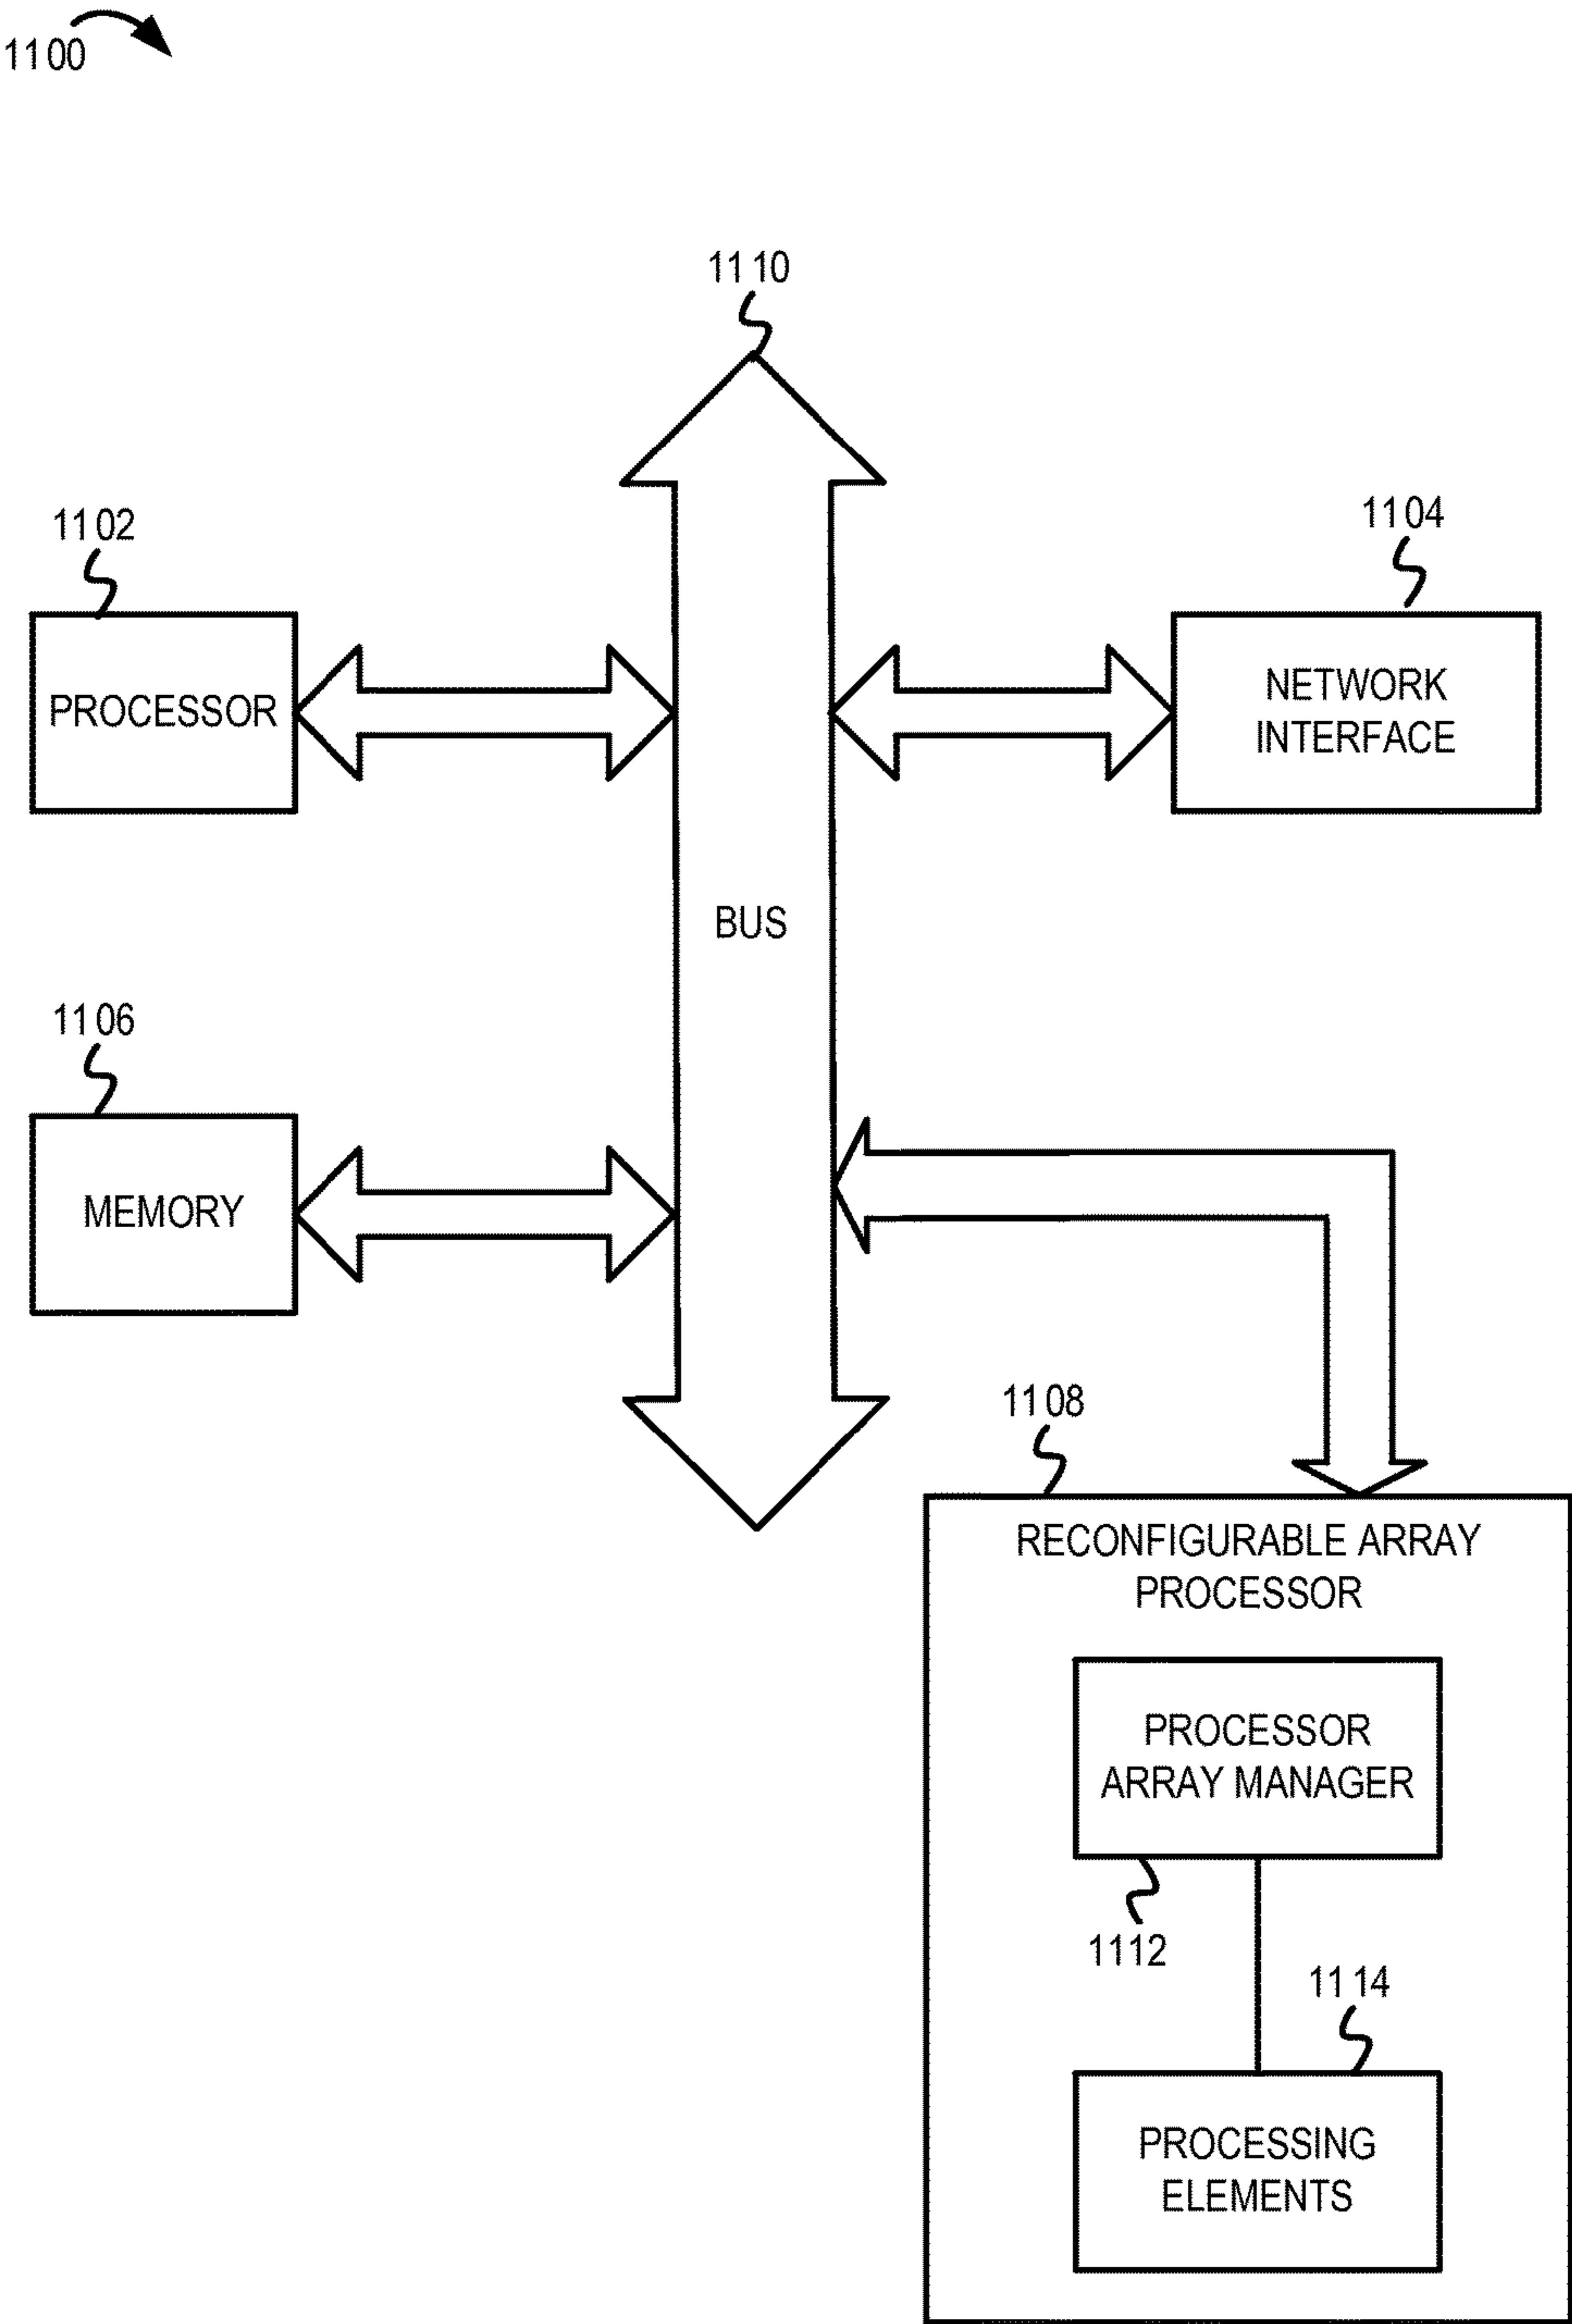 1100
1110
1102
1104
PROCESSOR
NETWORK
INTERFACE
BUS
1106
MEMORY
1108
RECONFIGURABLE ARRAY
PROCESSOR
PROCESSOR
ARRAY MANAGER
1112
1114
PROCESSING
ELEMENTS